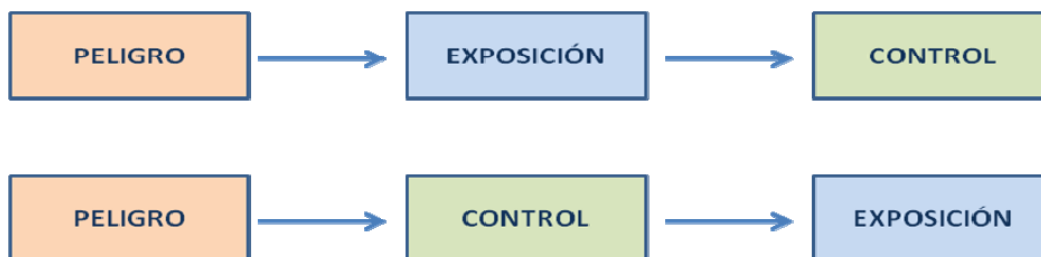 PELIGRO EXPOSICIÓN CONTROL
PELIGRO CONTROL EXPOSICIÓN